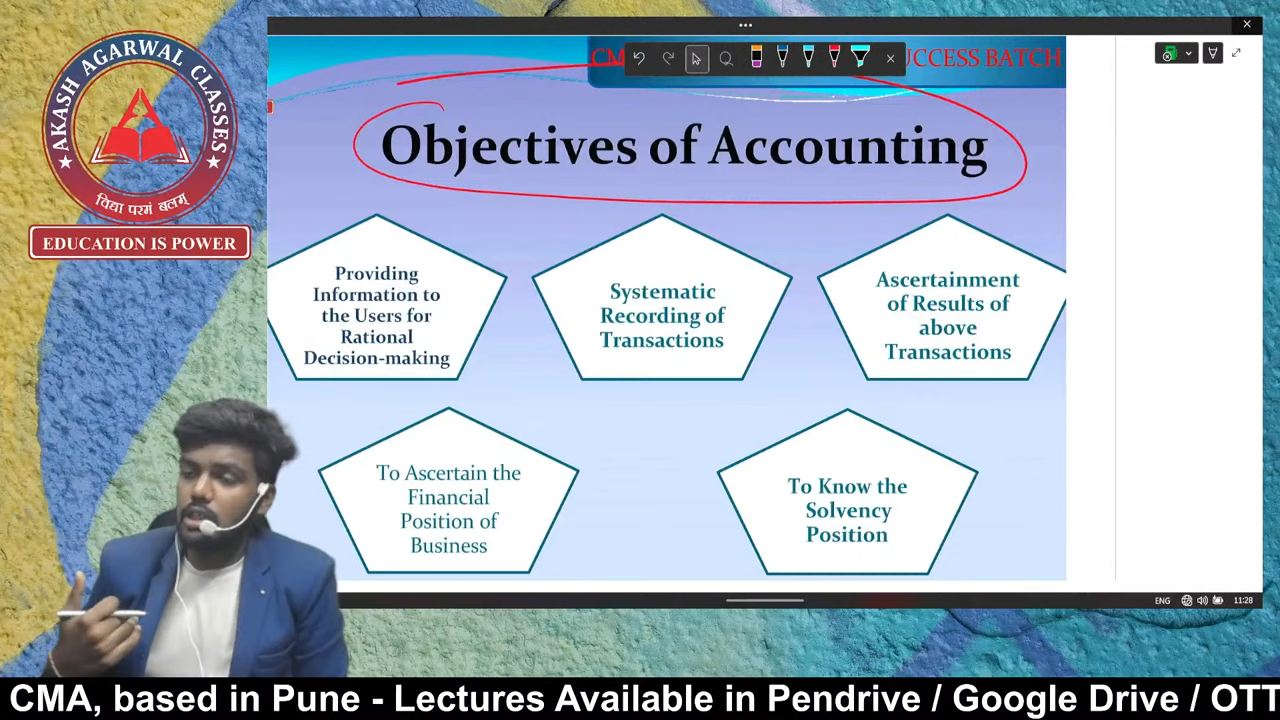 AKASH AGARWAL CLASSES
विद्या परमं बलम्
EDUCATION IS POWER
UCCESS BATCH
Objectives of Accounting
Providing
Information to
the Users for
Rational
Decision-making
Systematic
Recording of
Transactions
Ascertainment
of Results of
above
Transactions
To Ascertain the
Financial
Position of
Business
To Know the
Solvency
Position
ENG
11:28
CMA, based in Pune - Lectures Available in Pendrive / Google Drive / OTT